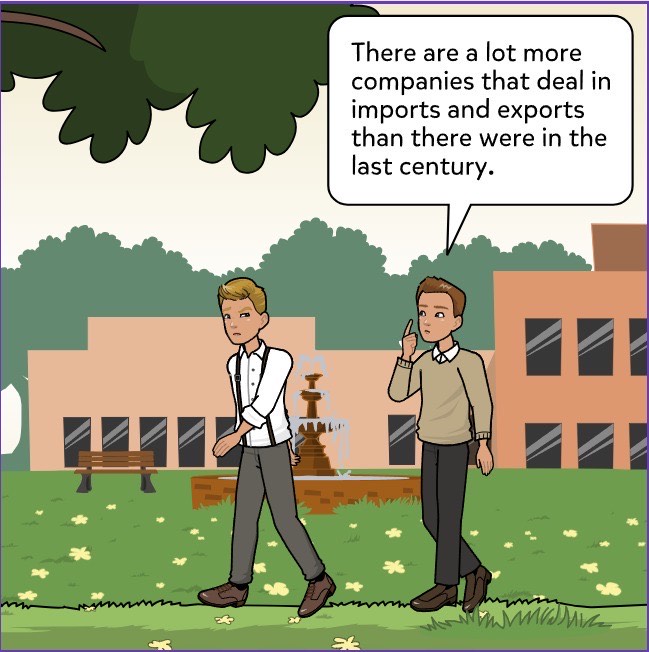 There are a lot more
companies that deal in
imports and exports
than there were in the
last century.